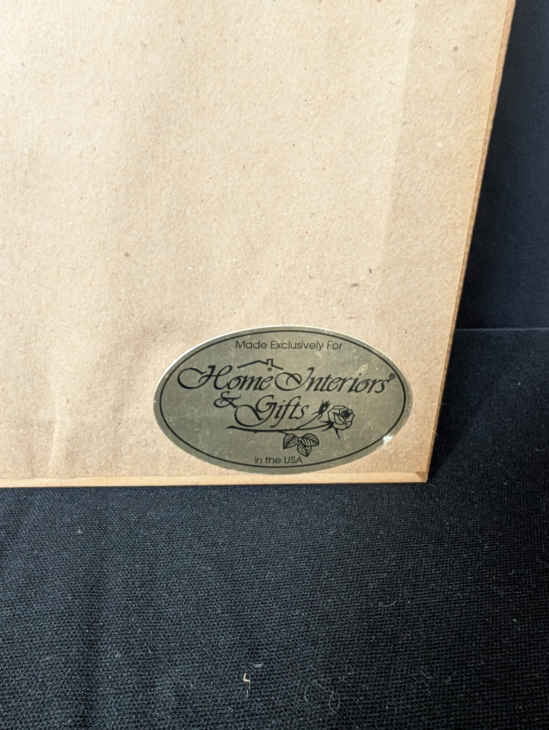 Made Exclusively For
Home Interiors®
& Gifts
in the USA